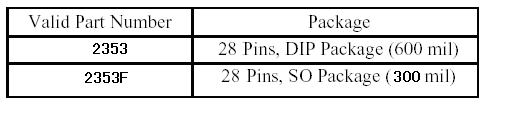 Valid Part Number Package
2353 28 Pins, DIP Package (600 mil)
2353F 28 Pins, SO Package (300 mil)